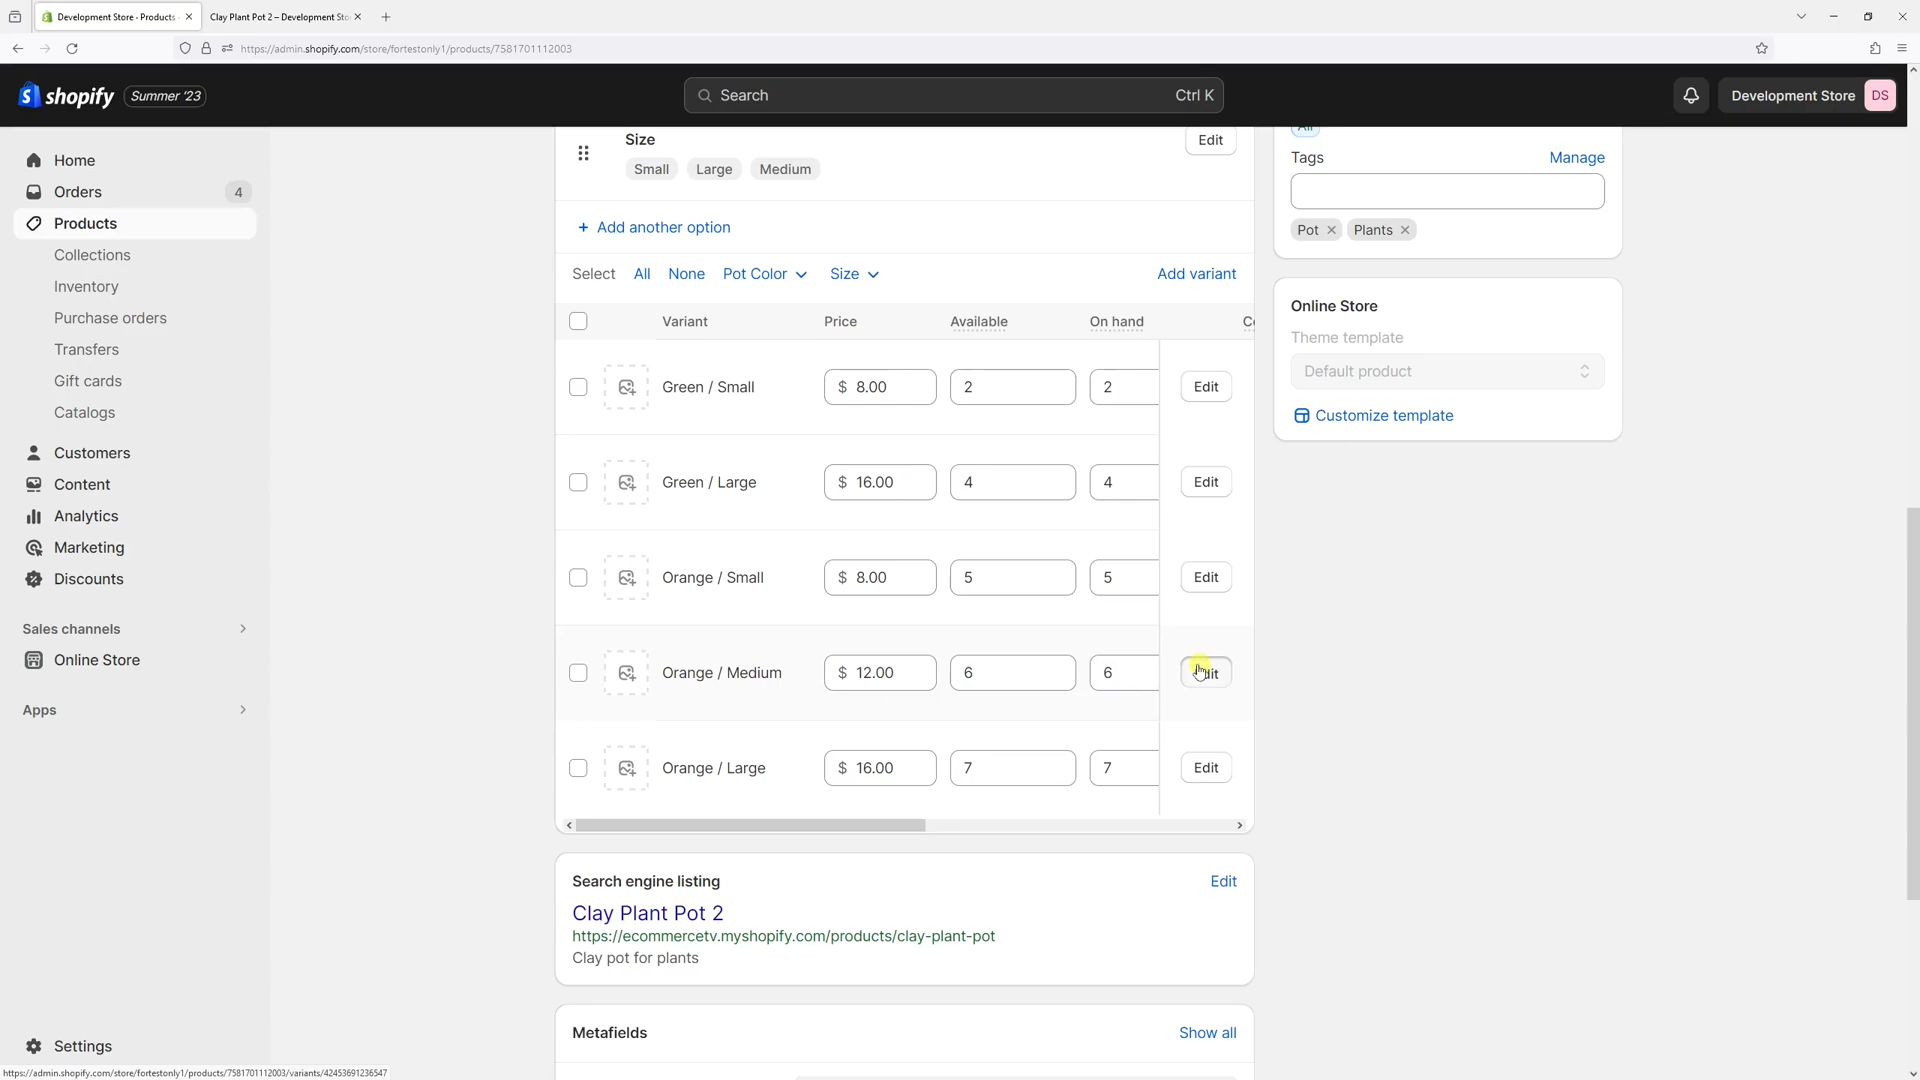 Development Store - Products
Clay Plant Pot 2 – Development Sto
https://admin.shopify.com/store/fortestonly1/products/7581701112003
shopify
Summer '23
Search
Ctrl K
Development Store
DS
Home
Orders
4
Products
Collections
Inventory
Purchase orders
Transfers
Gift cards
Catalogs
Customers
Content
Analytics
Marketing
Discounts
Sales channels
Online Store
Apps
Settings
Size
Edit
Small Large Medium
+ Add another option
Select All None Pot Color Size Add variant
Variant Price Available On hand
Green / Small $ 8.00 2 2 Edit
Green / Large $ 16.00 4 4 Edit
Orange / Small $ 8.00 5 5 Edit
Orange / Medium $ 12.00 6 6
Orange / Large $ 16.00 7 7 Edit
Search engine listing Edit
Clay Plant Pot 2
https://ecommercetv.myshopify.com/products/clay-plant-pot
Clay pot for plants
Metafields Show all
Tags Manage
Pot Plants
Online Store
Theme template
Default product
Customize template
https://admin.shopify.com/store/fortestonly1/products/7581701112003/variants/42453691236547